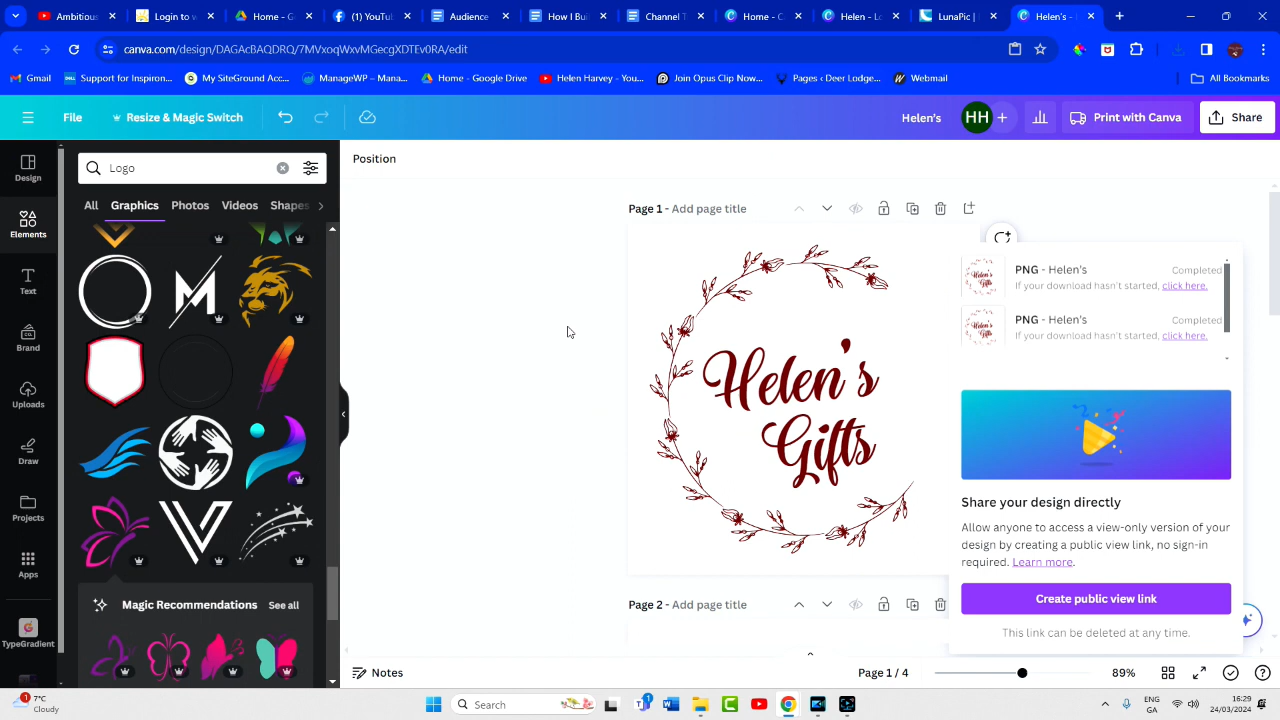 Ambitious
Login to w
Home - G
(1) YouTu
Audience
How I Bui
Channel T
Home - C
Helen - Lo
LunaPic |
Helen's -
canva.com/design/DAGAcBAQDRQ/7MVxoqWxvMGecgXDTEv0RA/edit
Gmail
Support for Inspiron...
My SiteGround Acc...
ManageWP – Mana...
Home - Google Drive
Helen Harvey - You...
Join Opus Clip Now...
Pages ‹ Deer Lodge...
Webmail
All Bookmarks
File
Resize & Magic Switch
Helen's
HH
Print with Canva
Share
Design
Elements
Text
Brand
Uploads
Draw
Projects
Apps
TypeGradient
Logo
All
Graphics
Photos
Videos
Shapes
Magic Recommendations
See all
Position
Page 1 - Add page title
Helen's
Gifts
Page 2 - Add page title
PNG - Helen's
Completed
If your download hasn't started, click here.
PNG - Helen's
Completed
If your download hasn't started, click here.
Share your design directly
Allow anyone to access a view-only version of your
design by creating a public view link, no sign-in
required. Learn more.
Create public view link
This link can be deleted at any time.
Notes
Page 1 / 4
89%
7°C
Cloudy
Search
ENG
GA
16:29
24/03/2024